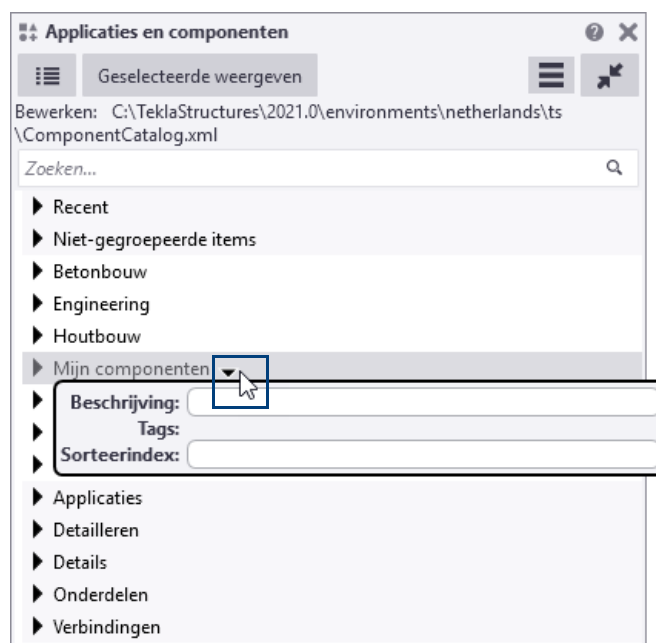 Applicaties en componenten
Geselecteerde weergeven
Bewerken: C:\TeklaStructures\2021.0\environments\netherlands\ts
\ComponentCatalog.xml
Zoeken...
Recent
Niet-gegroepeerde items
Betonbouw
Engineering
Houtbouw
Mijn componenten
Beschrijving:
Tags:
Sorteerindex:
Applicaties
Detailleren
Details
Onderdelen
Verbindingen